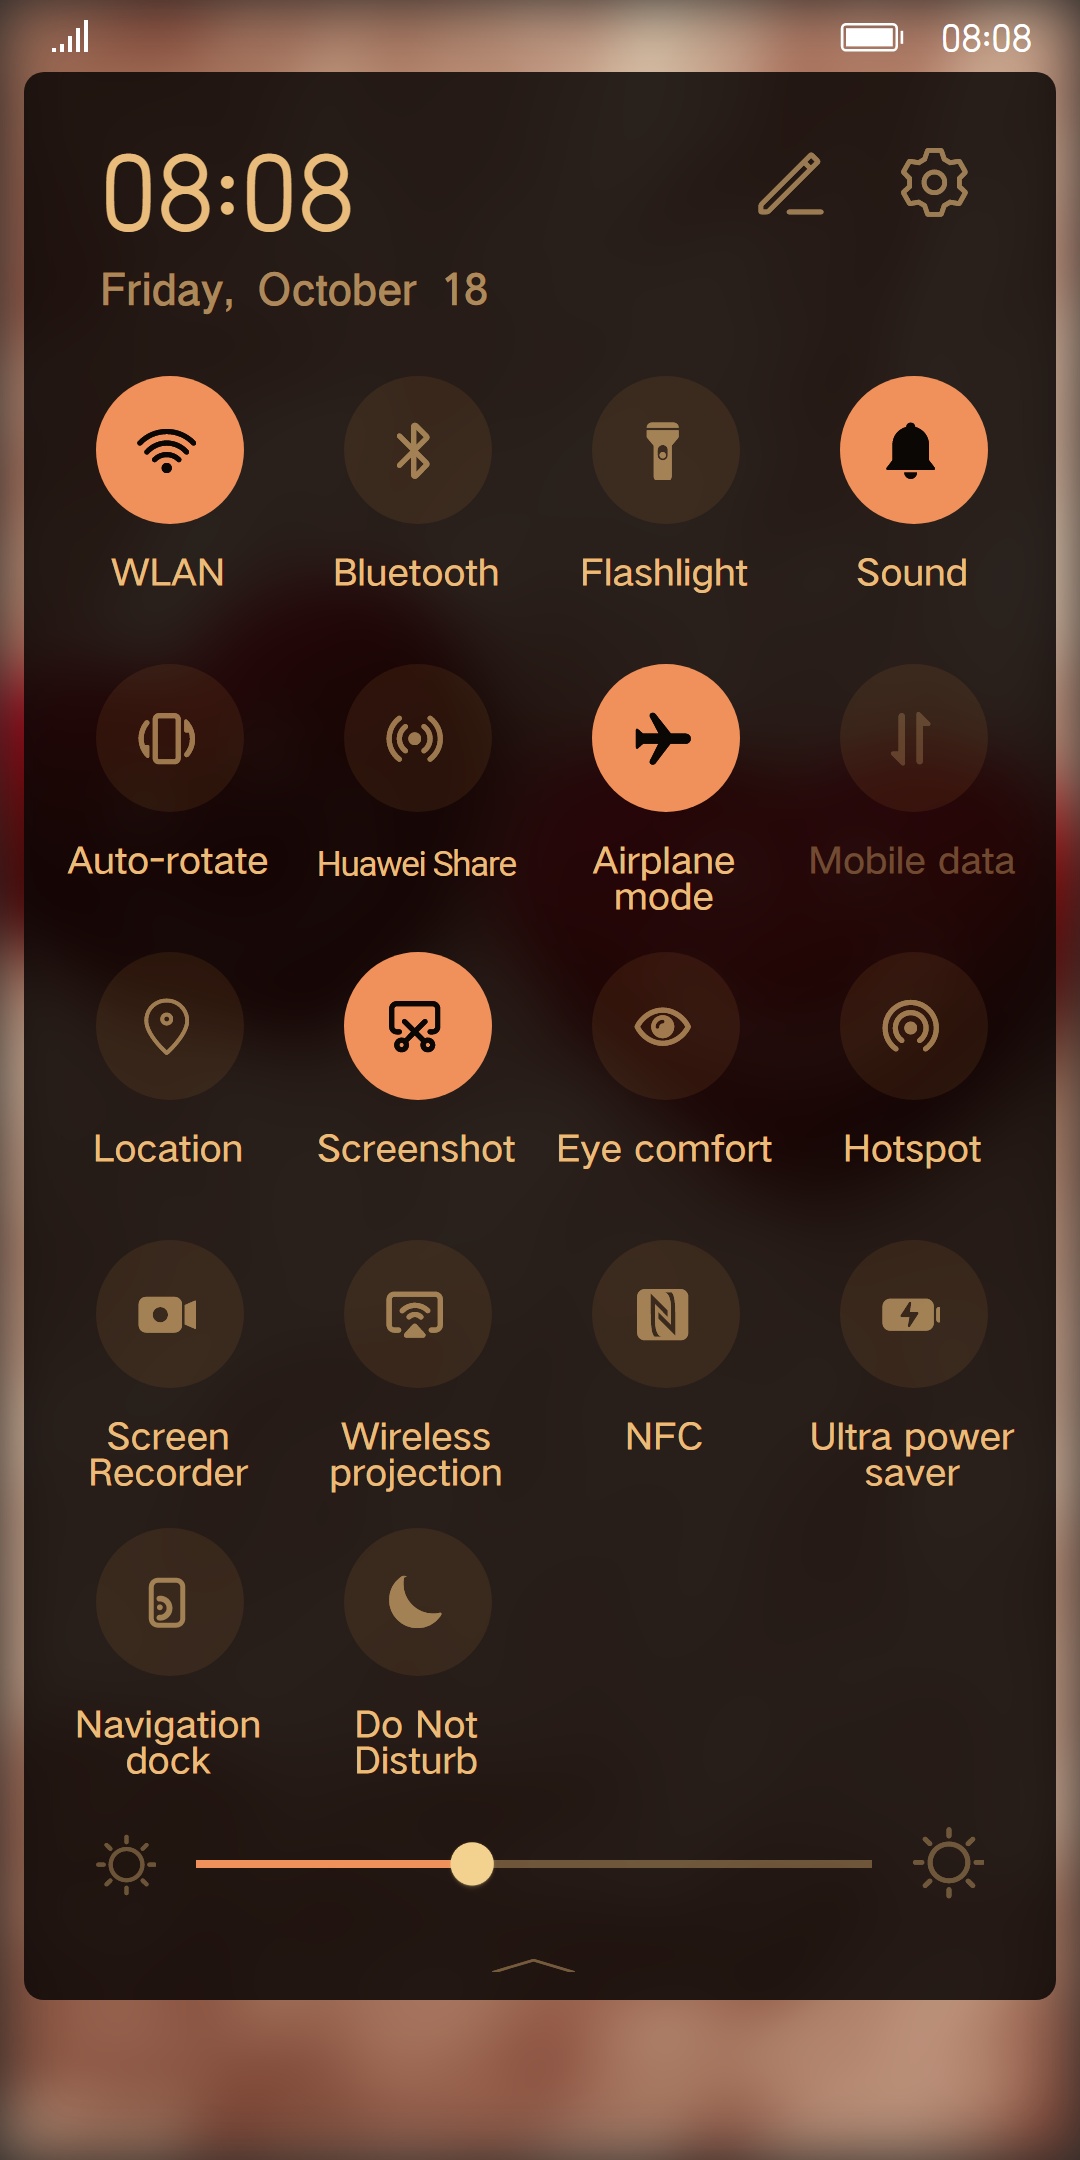 08:08
08:08
Friday, October 18
WLAN
Bluetooth
Flashlight
Sound
Auto-rotate
Huawei Share
Airplane
mode
Mobile data
Location
Screenshot
Eye comfort
Hotspot
Screen
Recorder
Wireless
projection
NFC
Ultra power
saver
Navigation
dock
Do Not
Disturb